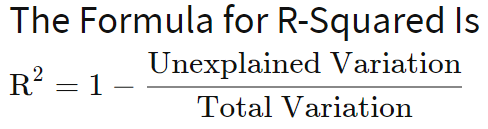 The Formula for R-Squared Is
R² = 1 − Unexplained Variation / Total Variation